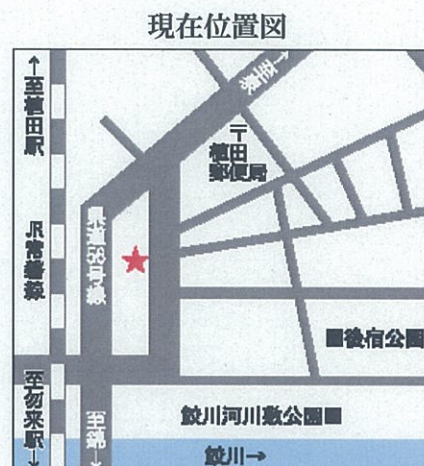 現在位置図
↑至植田駅
↑至泉
〒
植田
郵便局
JR常磐線
県道56号線
■後宿公園
至勿来駅↓
至錦↓
鮫川河川敷公園■
鮫川→